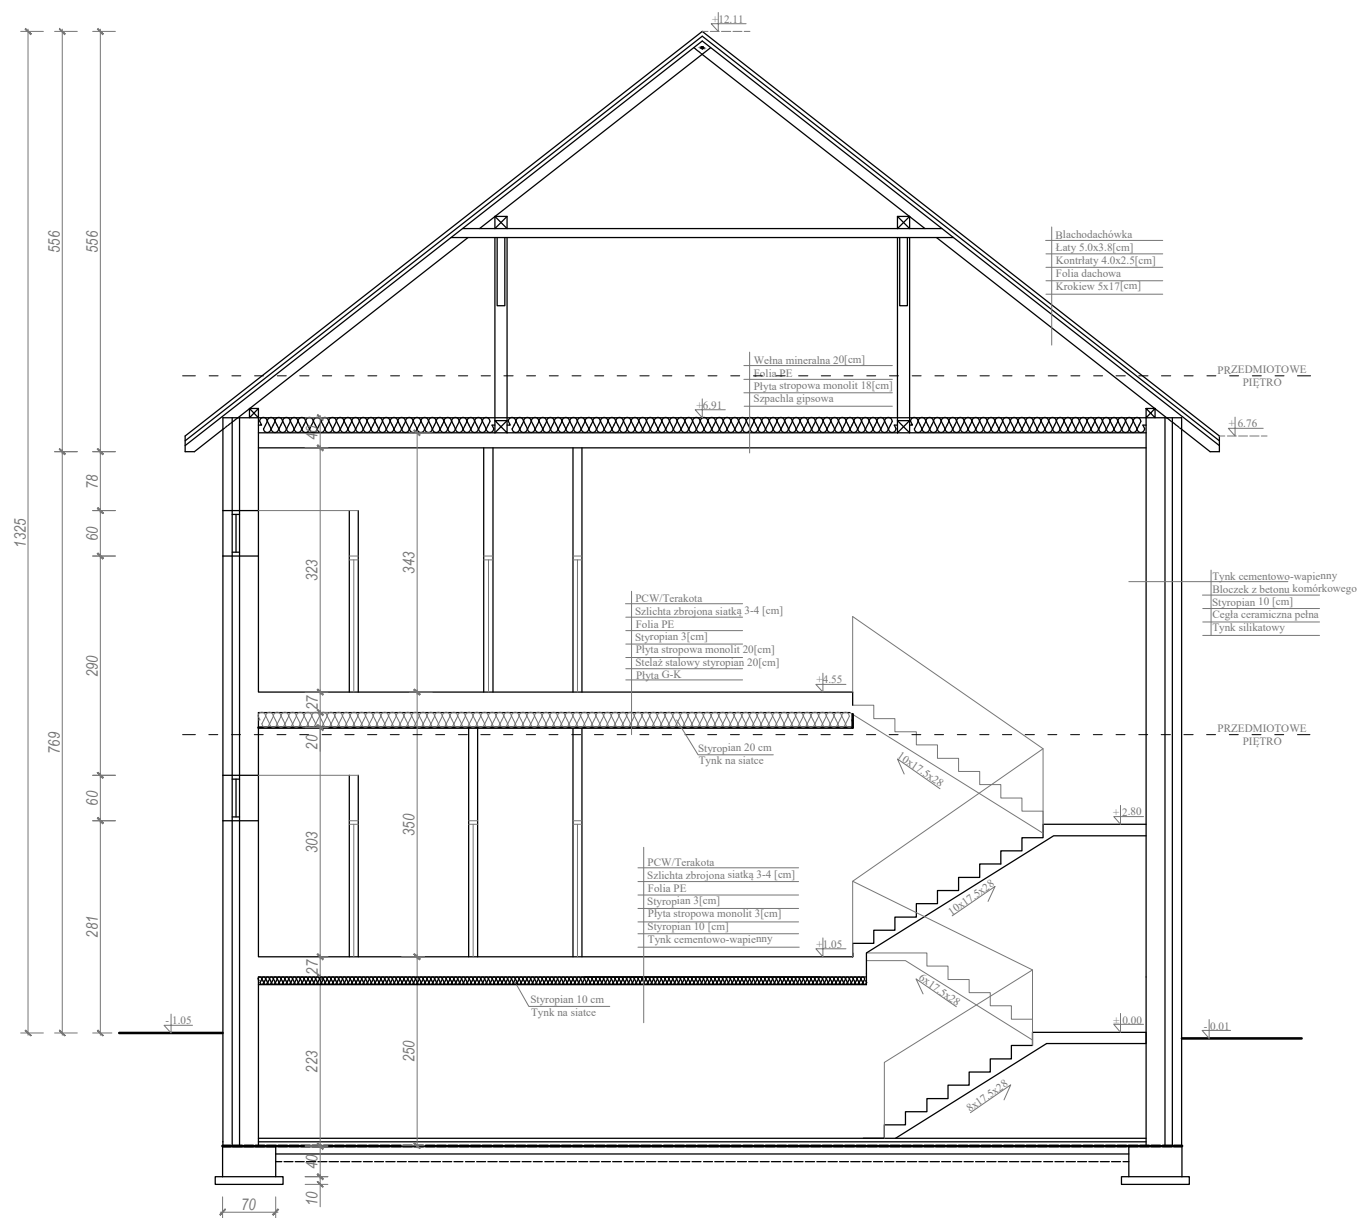 +12.11
556
556
Blachodachówka
Łaty 5.0x3.8[cm]
Kontrłaty 4.0x2.5[cm]
Folia dachowa
Krokiew 5x17[cm]
Wełna mineralna 20[cm]
Folia PE
Płyta stropowa monolit 18[cm]
Szpachla gipsowa
PRZEDMIOTOWE
PIĘTRO
+6.91
+6.76
78
60
1325
323
343
Tynk cementowo-wapienny
Bloczek z betonu komórkowego
Styropian 10 [cm]
Cegła ceramiczna pełna
Tynk silikatowy
PCW/Terakota
Szlichta zbrojona siatką 3-4 [cm]
Folia PE
Styropian 3[cm]
Płyta stropowa monolit 20[cm]
Stelaż stalowy styropian 20[cm]
Płyta G-K
290
+4.55
27
20
769
PRZEDMIOTOWE
PIĘTRO
Styropian 20 cm
Tynk na siatce
10x17.5x28
60
+2.80
303
350
PCW/Terakota
Szlichta zbrojona siatką 3-4 [cm]
Folia PE
Styropian 3[cm]
Płyta stropowa monolit 3[cm]
Styropian 10 [cm]
Tynk cementowo-wapienny
10x17.5x28
281
+1.05
27
6x17.5x28
Styropian 10 cm
Tynk na siatce
-1.05
+0.00
-0.01
223
250
8x17.5x28
40
10
70